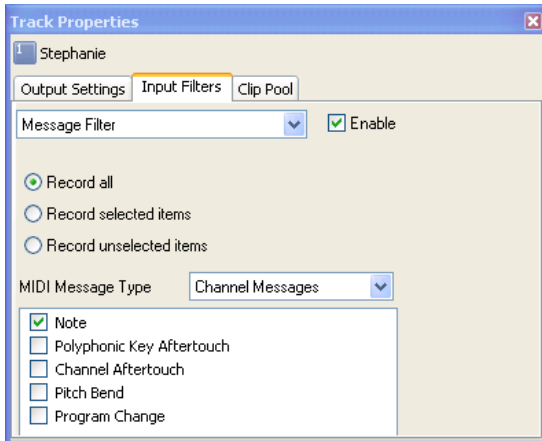 Track Properties
1 Stephanie
Output Settings Input Filters Clip Pool
Message Filter Enable
Record all
Record selected items
Record unselected items
MIDI Message Type Channel Messages
Note
Polyphonic Key Aftertouch
Channel Aftertouch
Pitch Bend
Program Change